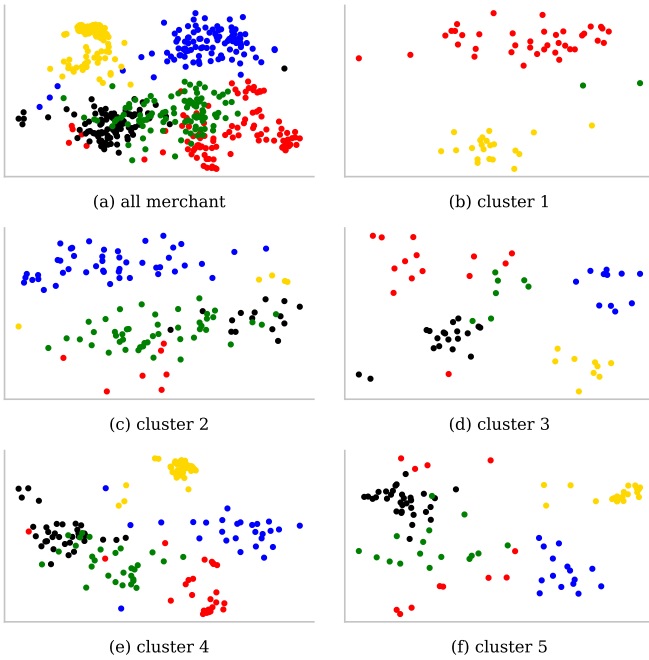 (a) all merchant
(b) cluster 1
(c) cluster 2
(d) cluster 3
(e) cluster 4
(f) cluster 5